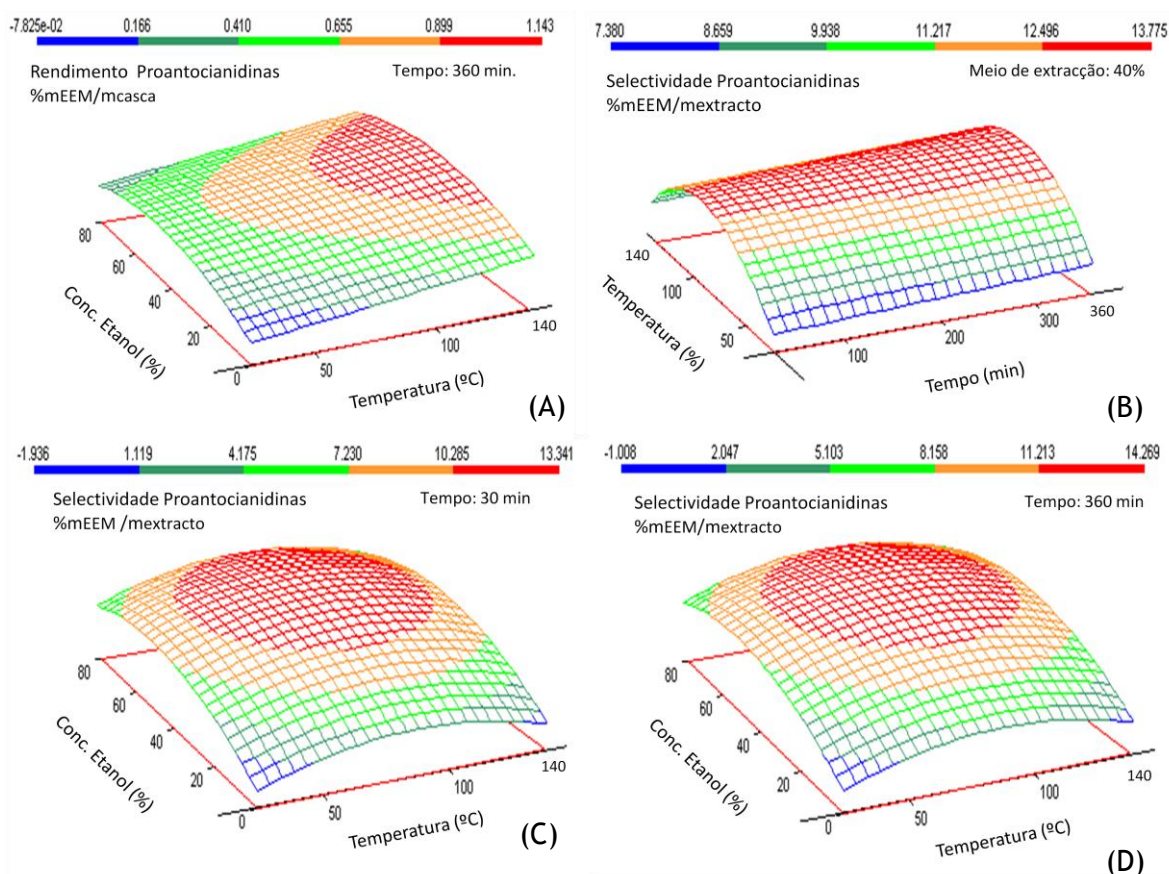 -7.825e-02 0.166 0.410 0.655 0.899 1.143
Rendimento Proantocianidinas Tempo: 360 min.
%mEEM/mcasca
80
60
40
20
0
Conc. Etanol (%)
50
100
140
Temperatura (ºC)
(A)
7.380 8.659 9.938 11.217 12.496 13.775
Selectividade Proantocianidinas Meio de extracção: 40%
%mEEM/mextracto
140
100
50
Temperatura (%)
100
200
300
360
Tempo (min)
(B)
-1.936 1.119 4.175 7.230 10.285 13.341
Selectividade Proantocianidinas Tempo: 30 min
%mEEM /mextracto
80
60
40
20
0
Conc. Etanol (%)
50
100
140
Temperatura (ºC)
(C)
-1.008 2.047 5.103 8.158 11.213 14.269
Selectividade Proantocianidinas Tempo: 360 min
%mEEM/mextracto
80
60
40
20
0
Conc. Etanol (%)
50
100
140
Temperatura (ºC)
(D)